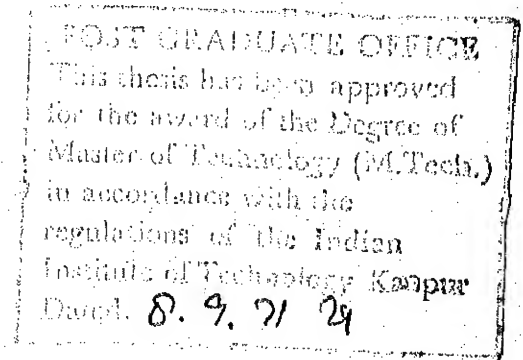 POST GRADUATE OFFICE
This thesis has been approved
for the award of the Degree of
Master of Technology (M.Tech.)
in accordance with the
regulations of the Indian
Institute of Technology Kanpur
Dated. 8. 9. 71 24